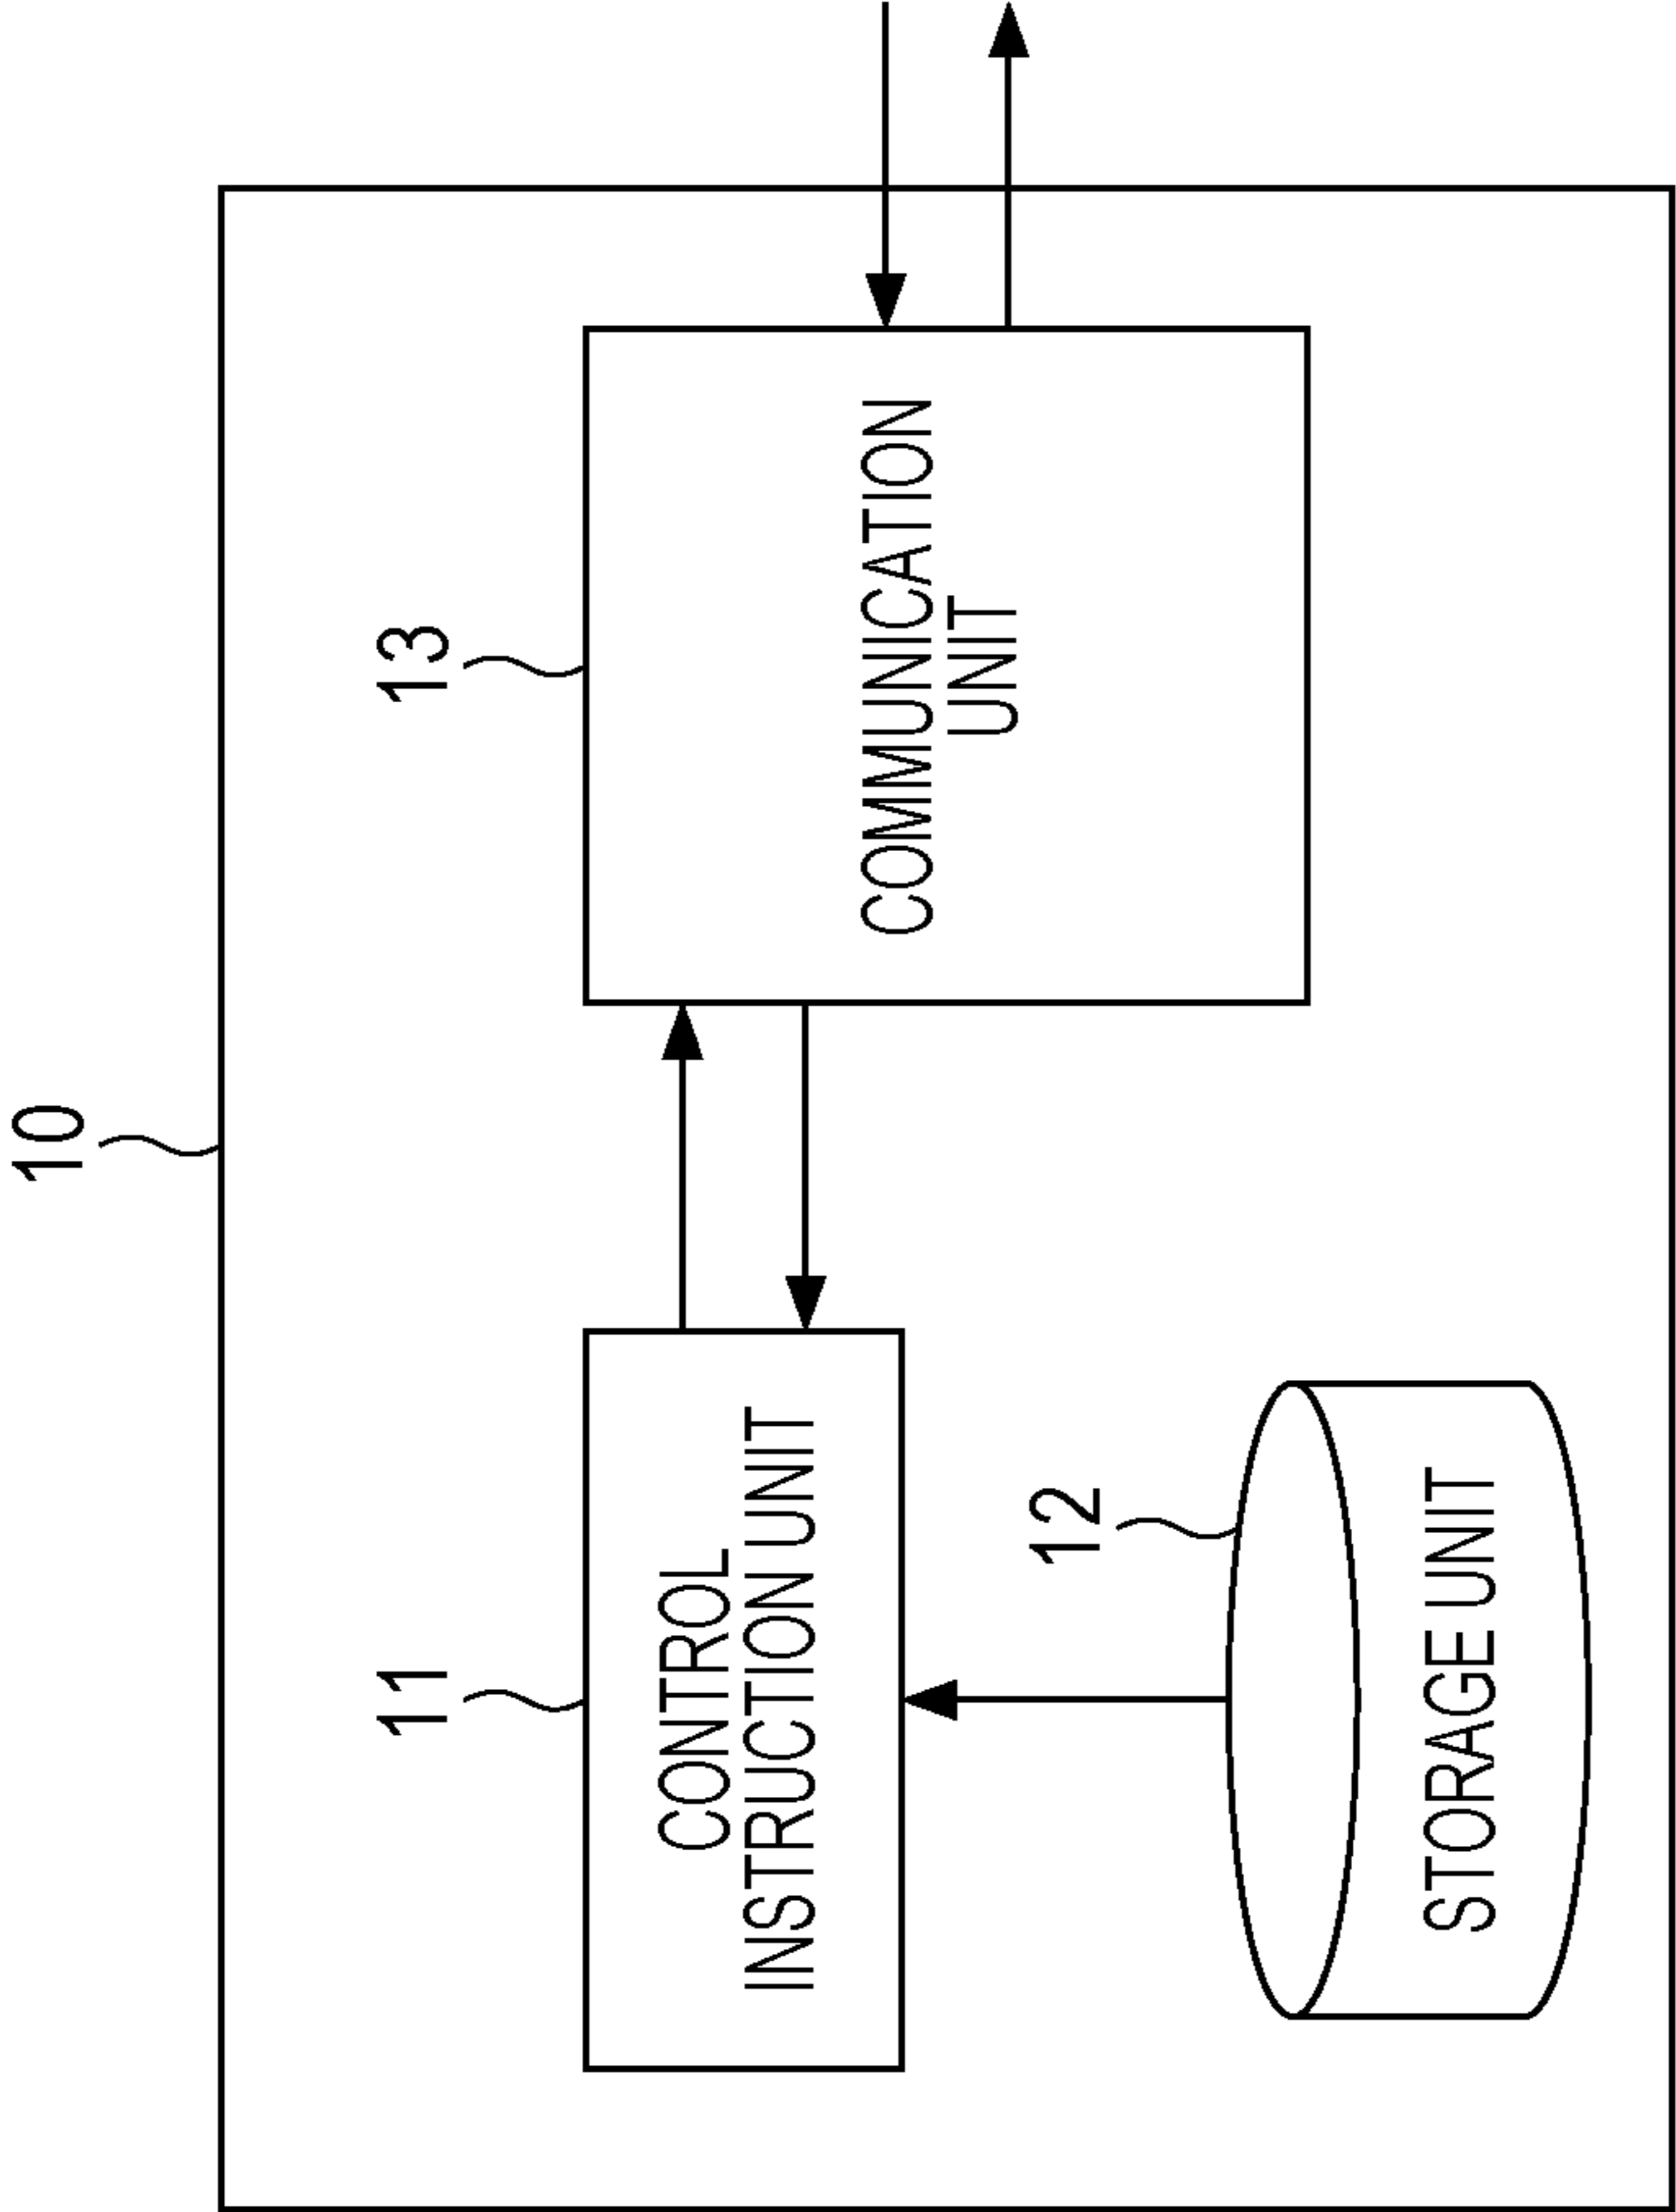 10
11
CONTROL
INSTRUCTION UNIT
13
COMMUNICATION
UNIT
12
STORAGE UNIT